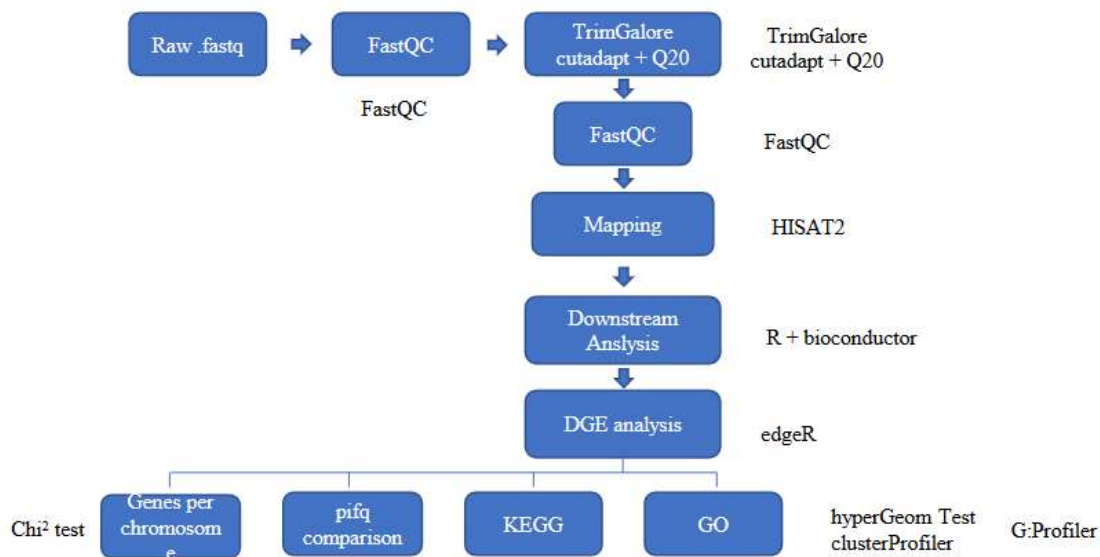 Raw .fastq
FastQC
TrimGalore
cutadapt + Q20
TrimGalore
cutadapt + Q20
FastQC
FastQC
FastQC
Mapping
HISAT2
Downstream
Anslysis
R + bioconductor
DGE analysis
edgeR
Chi² test
Genes per
chromosom
e
pifq
comparison
KEGG
GO
hyperGeom Test
clusterProfiler
G:Profiler